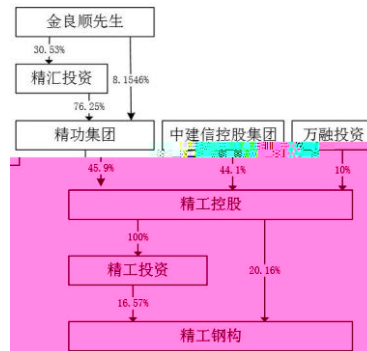 金良顺先生
30.53%
精汇投资
8.1546%
76.25%
精功集团 中建信控股集团 万融投资
45.9% 44.1% 10%
精工控股
100%
精工投资
20.16%
16.57%
精工钢构